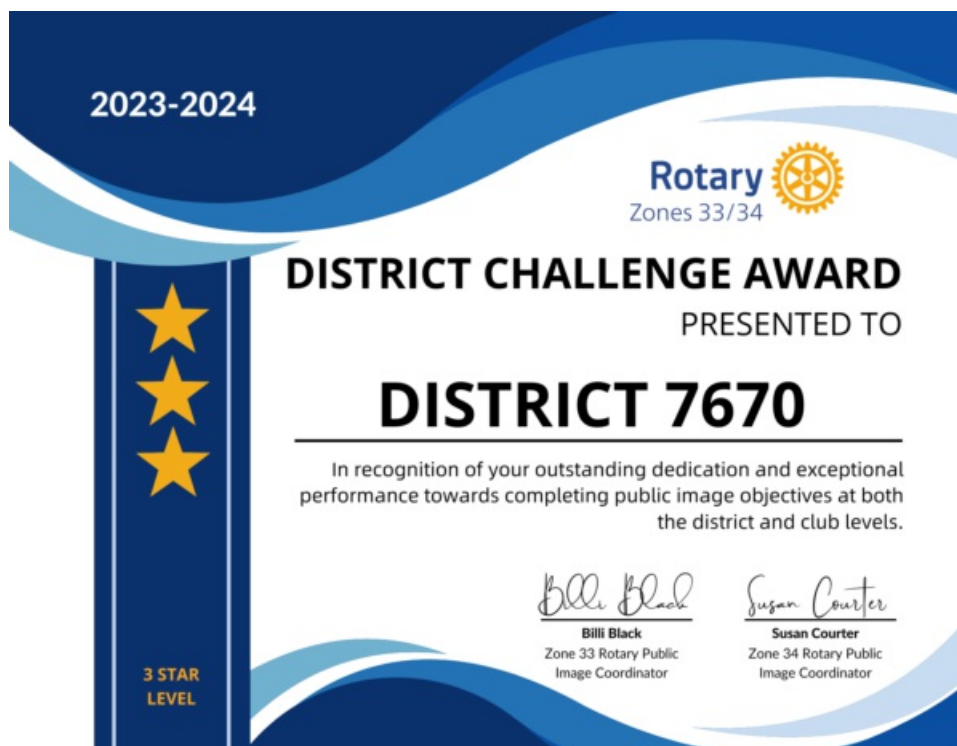 2023-2024
Rotary
Zones 33/34
DISTRICT CHALLENGE AWARD
PRESENTED TO
DISTRICT 7670
In recognition of your outstanding dedication and exceptional
performance towards completing public image objectives at both
the district and club levels.
Billi Black
Billi Black
Zone 33 Rotary Public
Image Coordinator
Susan Courter
Susan Courter
Zone 34 Rotary Public
Image Coordinator
3 STAR
LEVEL